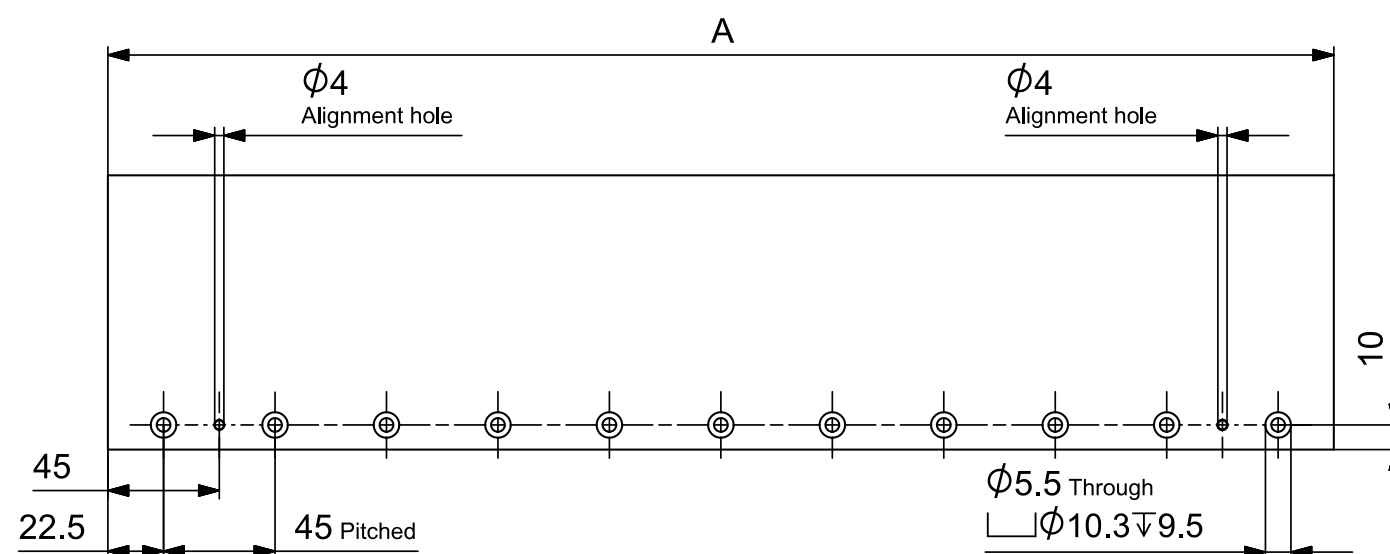 A
ϕ4
Alignment hole
ϕ4
Alignment hole
10
45
22.5
45 Pitched
ϕ5.5 Through
⌴ϕ10.3↧9.5